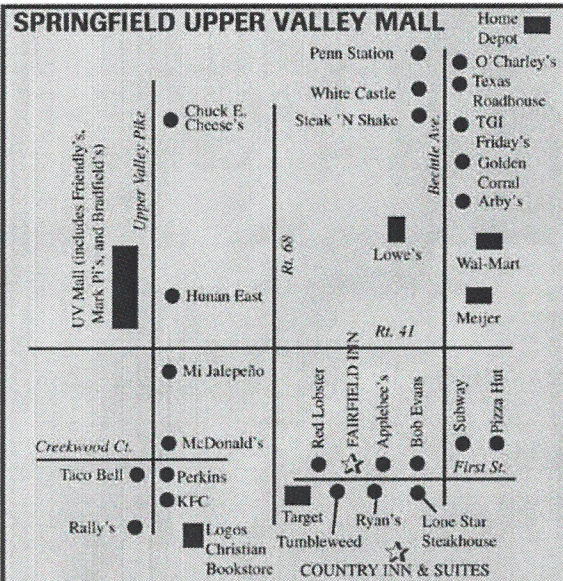 SPRINGFIELD UPPER VALLEY MALL
Home
Depot
Penn Station
O'Charley's
Texas
Roadhouse
White Castle
Steak 'N Shake
TGI
Friday's
Golden
Corral
Arby's
Bechtle Ave.
Chuck E.
Cheese's
Upper Valley Pike
UV Mall (includes Friendly's,
Mark Pi's, and Bradfield's)
Rt. 68
Lowe's
Wal-Mart
Hunan East
Meijer
Rt. 41
Mi Jalepeño
Red Lobster
FAIRFIELD INN
Applebee's
Bob Evans
Subway
Pizza Hut
Creekwood Ct.
McDonald's
First St.
Taco Bell
Perkins
KFC
Rally's
Logos
Christian
Bookstore
Target
Tumbleweed
Ryan's
Lone Star
Steakhouse
COUNTRY INN & SUITES